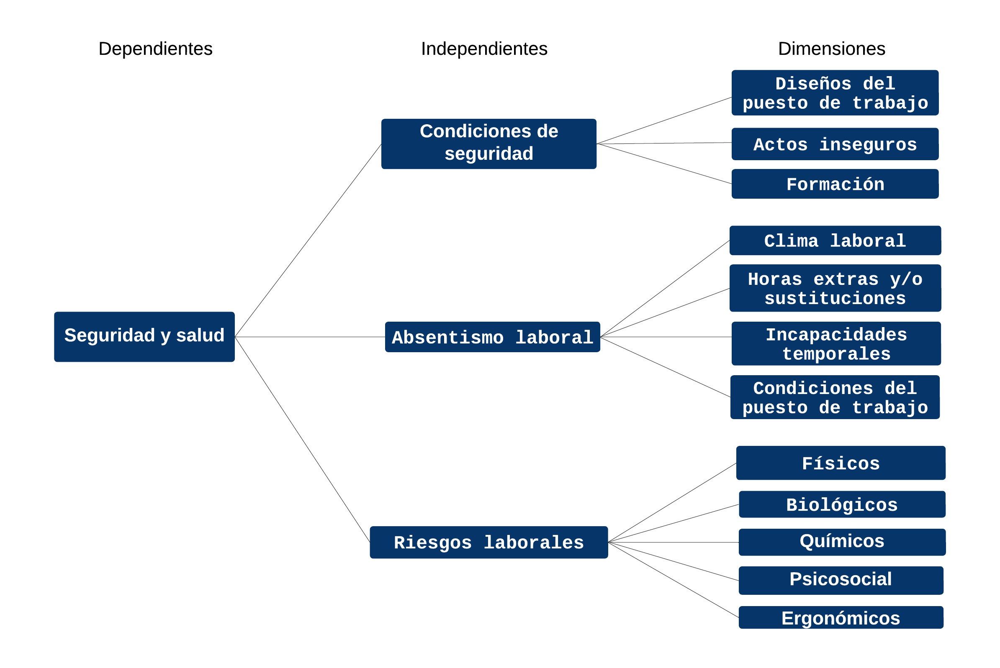 Dependientes
Independientes
Dimensiones
Diseños del
puesto de trabajo
Condiciones de
seguridad
Actos inseguros
Formación
Clima laboral
Horas extras y/o
sustituciones
Seguridad y salud
Absentismo laboral
Incapacidades
temporales
Condiciones del
puesto de trabajo
Físicos
Biológicos
Riesgos laborales
Químicos
Psicosocial
Ergonómicos